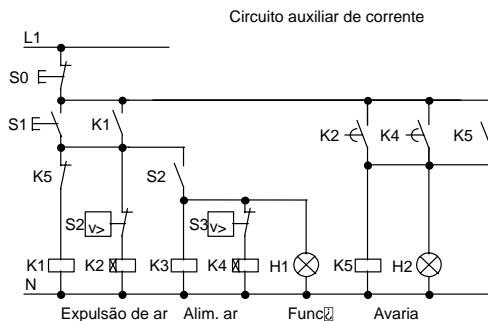 Circuito auxiliar de corrente
L1
S0
S1
K1
K2
K4
K5
K5
S2
S2
v>
S3
v>
K1
K2
K3
K4
H1
K5
H2
N
Expulsão de ar
Alim. ar
Func
Avaria